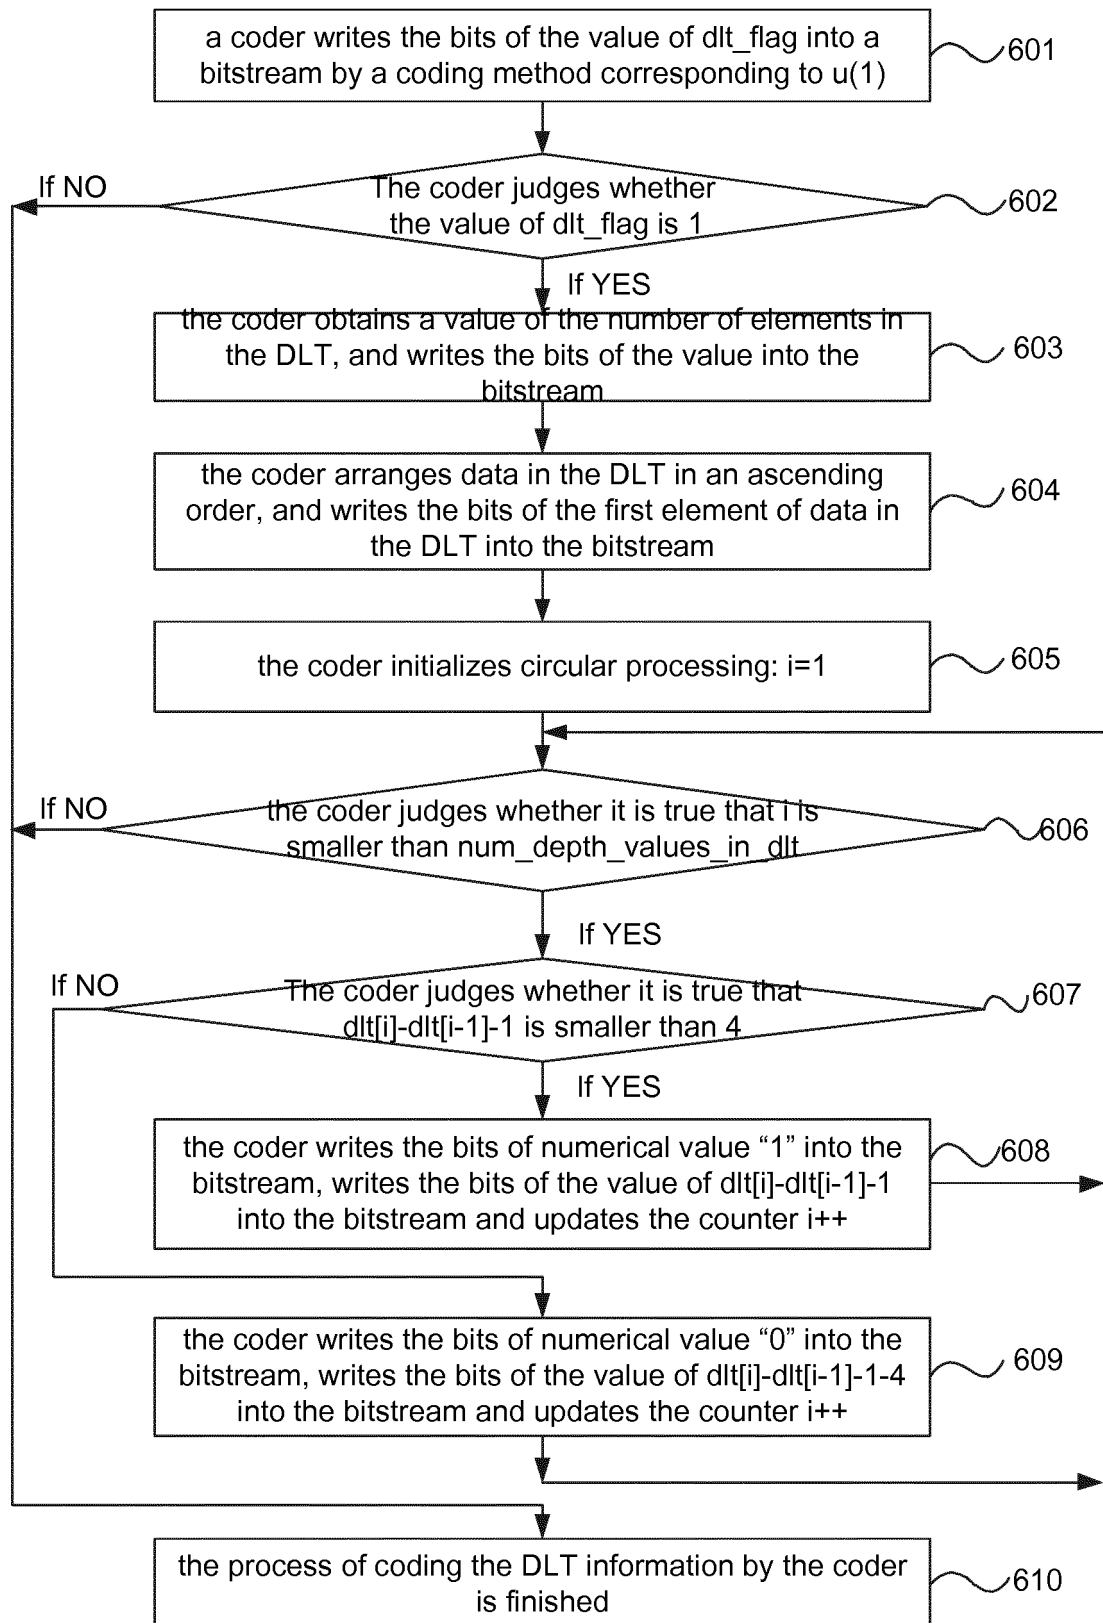 a coder writes the bits of the value of dlt_flag into a
bitstream by a coding method corresponding to u(1)
601
If NO
The coder judges whether
the value of dlt_flag is 1
602
If YES
the coder obtains a value of the number of elements in
the DLT, and writes the bits of the value into the
bitstream
603
the coder arranges data in the DLT in an ascending
order, and writes the bits of the first element of data in
the DLT into the bitstream
604
the coder initializes circular processing: i=1
605
If NO
the coder judges whether it is true that i is
smaller than num_depth_values_in_dlt
606
If YES
If NO
The coder judges whether it is true that
dlt[i]-dlt[i-1]-1 is smaller than 4
607
If YES
the coder writes the bits of numerical value “1” into the
bitstream, writes the bits of the value of dlt[i]-dlt[i-1]-1
into the bitstream and updates the counter i++
608
the coder writes the bits of numerical value “0” into the
bitstream, writes the bits of the value of dlt[i]-dlt[i-1]-1-4
into the bitstream and updates the counter i++
609
the process of coding the DLT information by the coder
is finished
610